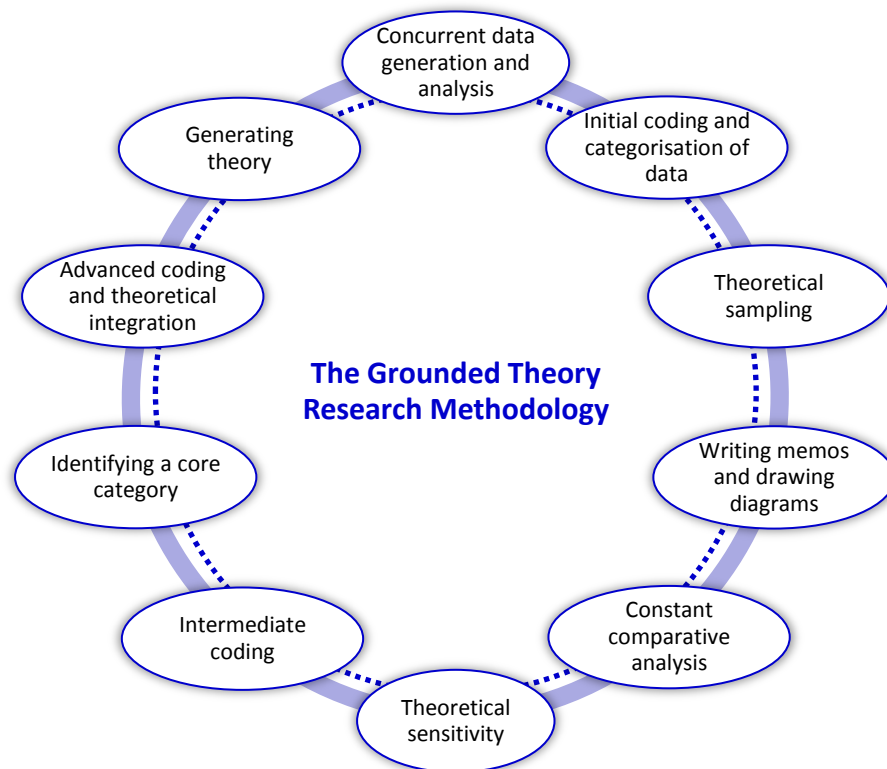 Concurrent data
generation and
analysis
Initial coding and
categorisation of
data
Theoretical
sampling
Writing memos
and drawing
diagrams
Constant
comparative
analysis
Theoretical
sensitivity
Intermediate
coding
Identifying a core
category
Advanced coding
and theoretical
integration
Generating
theory
The Grounded Theory
Research Methodology